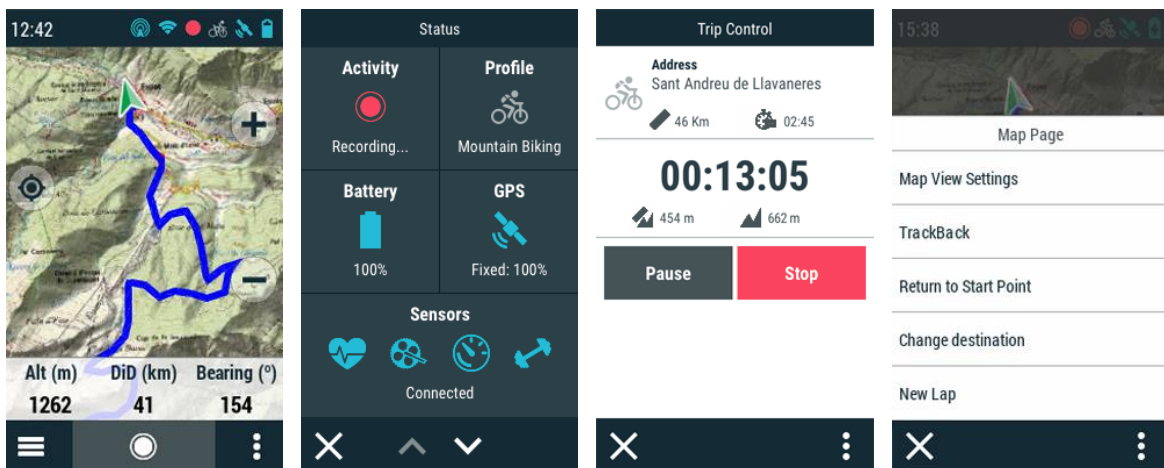 12:42
Alt (m) DiD (km) Bearing (º)
1262 41 154
Status
Activity Profile
Recording... Mountain Biking
Battery GPS
100% Fixed: 100%
Sensors
Connected
Trip Control
Address
Sant Andreu de Llavaneres
46 Km 02:45
00:13:05
454 m 662 m
Pause Stop
15:38
Map Page
Map View Settings
TrackBack
Return to Start Point
Change destination
New Lap